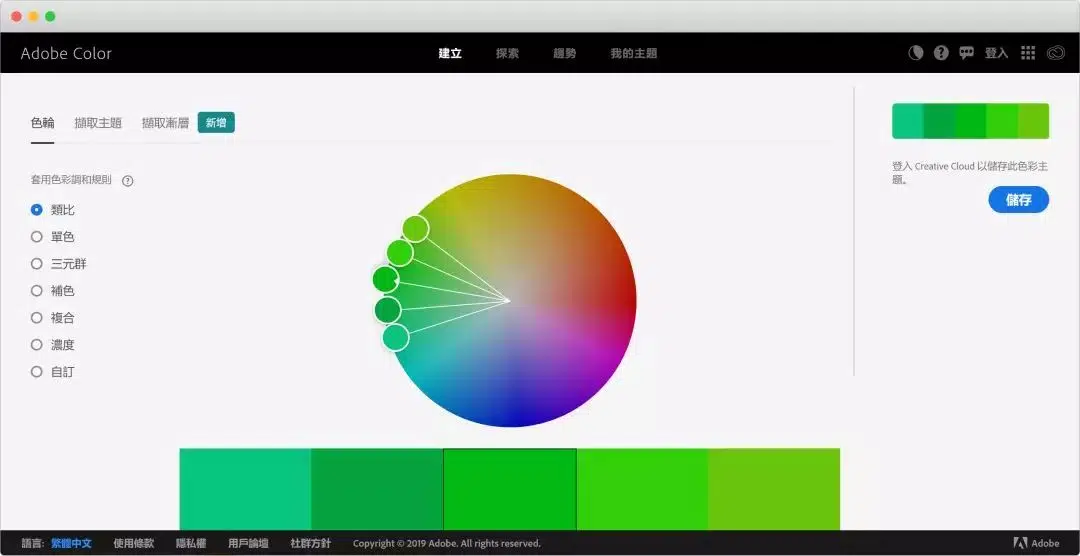 Adobe Color 建立 探索 趨勢 我的主題 登入
色輪 擷取主題 擷取漸層 新增
套用色彩調和規則 ?
類比
單色
三元群
補色
複合
濃度
自訂
登入 Creative Cloud 以儲存此色彩主
題。
儲存
語言: 繁體中文 使用條款 隱私權 用戶論壇 社群方針 Copyright © 2019 Adobe. All rights reserved. Adobe